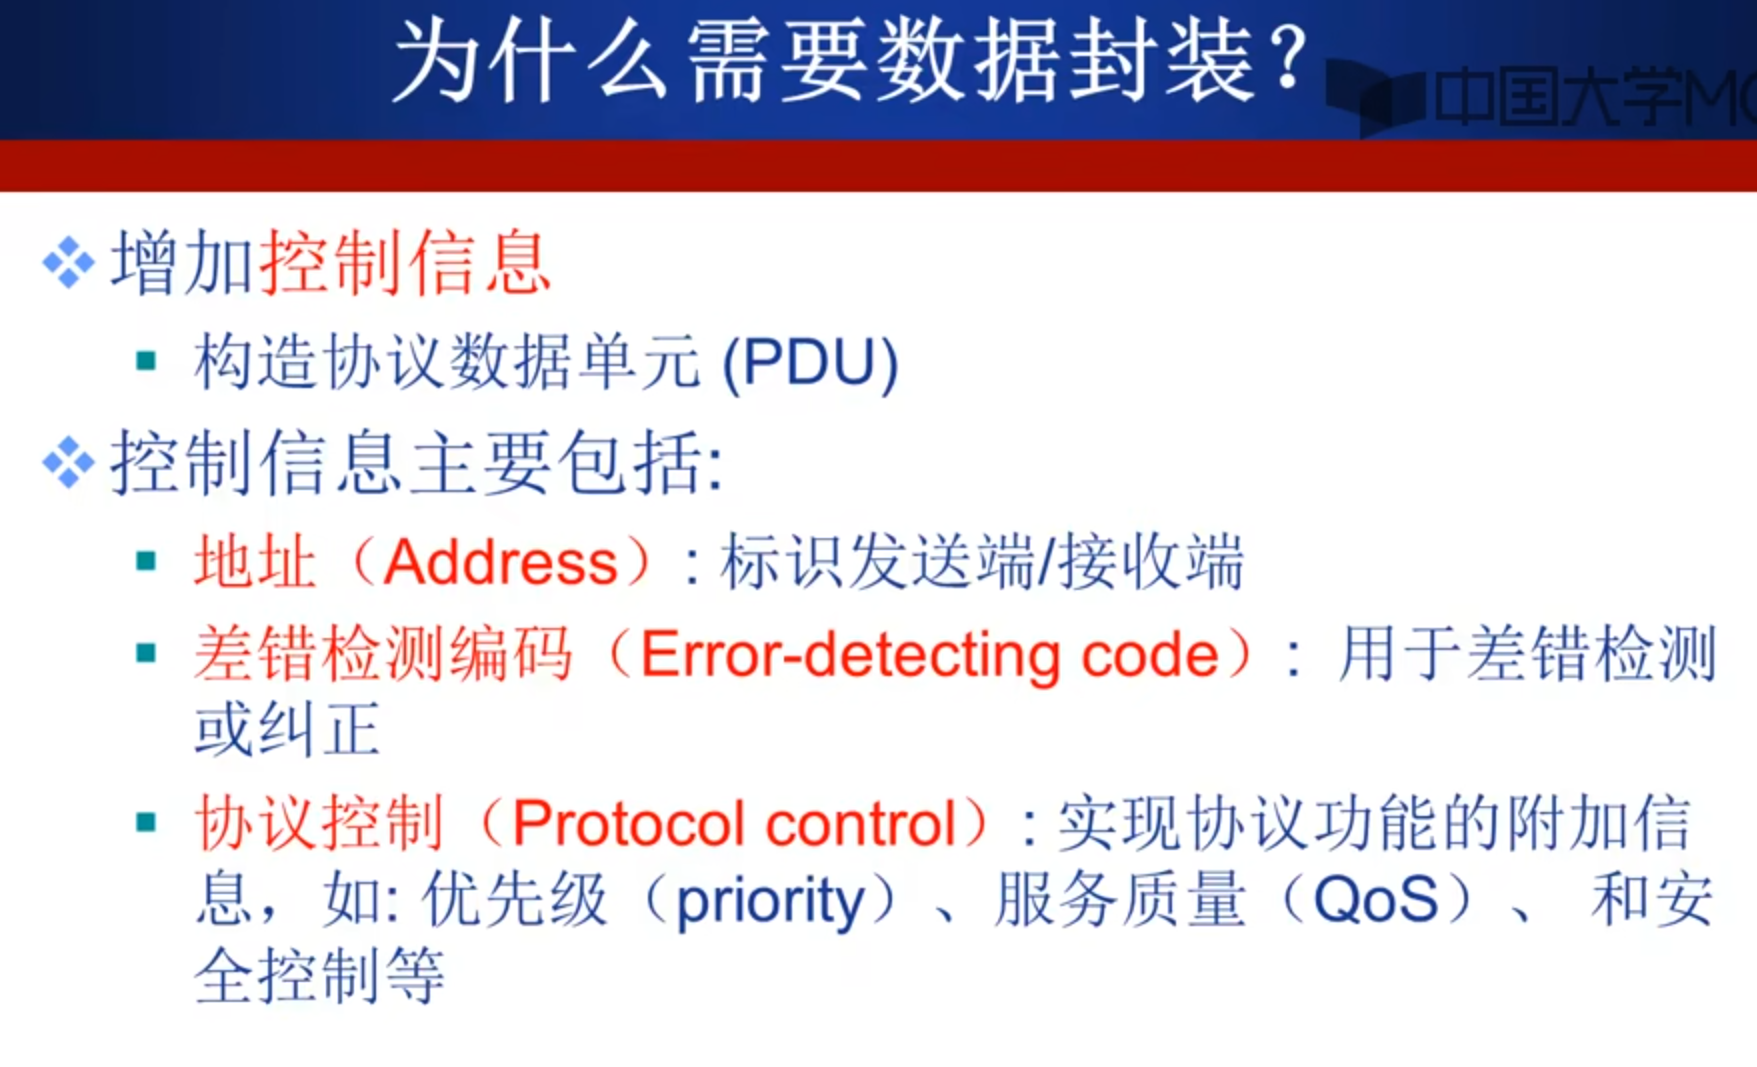 为什么需要数据封装?
中国大学MO
增加控制信息
构造协议数据单元 (PDU)
控制信息主要包括:
地址（Address）: 标识发送端/接收端
差错检测编码（Error-detecting code）: 用于差错检测
或纠正
协议控制（Protocol control）: 实现协议功能的附加信
息，如: 优先级（priority）、服务质量（QoS）、 和安
全控制等